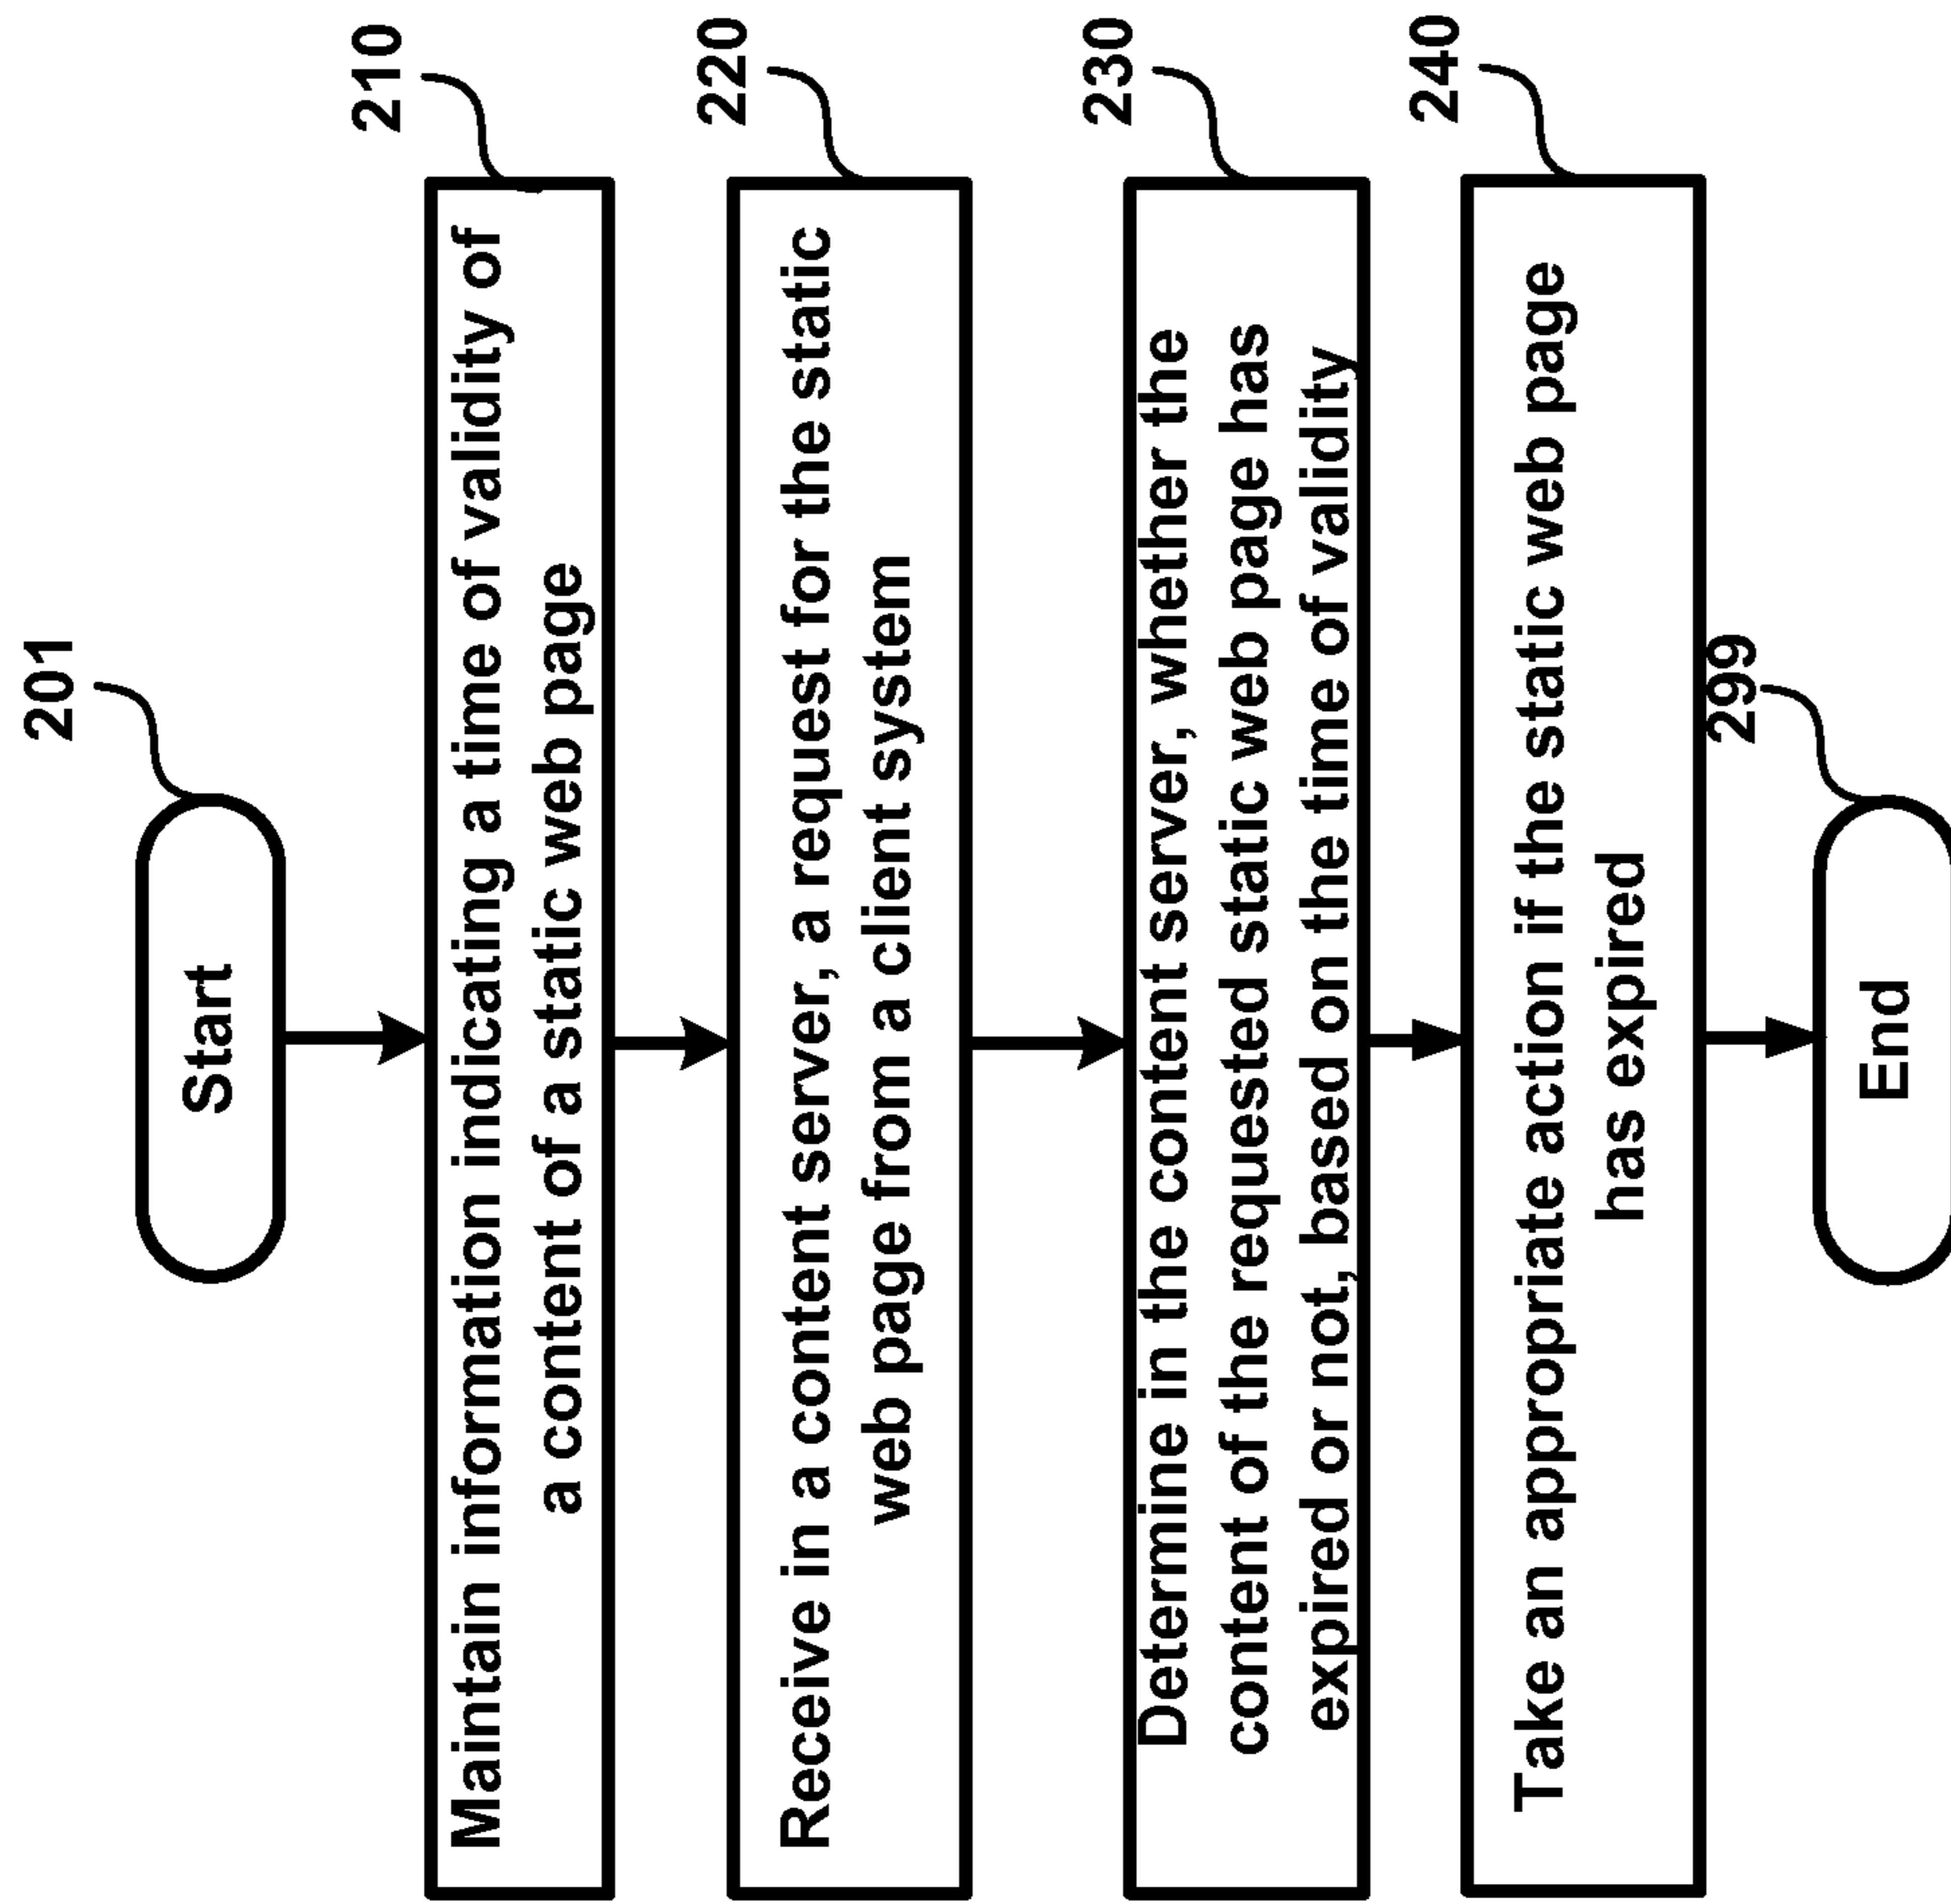 201
Start
210
Maintain information indicating a time of validity of
a content of a static web page
220
Receive in a content server, a request for the static
web page from a client system
230
Determine in the content server, whether the
content of the requested static web page has
expired or not, based on the time of validity
240
Take an appropriate action if the static web page
has expired
299
End